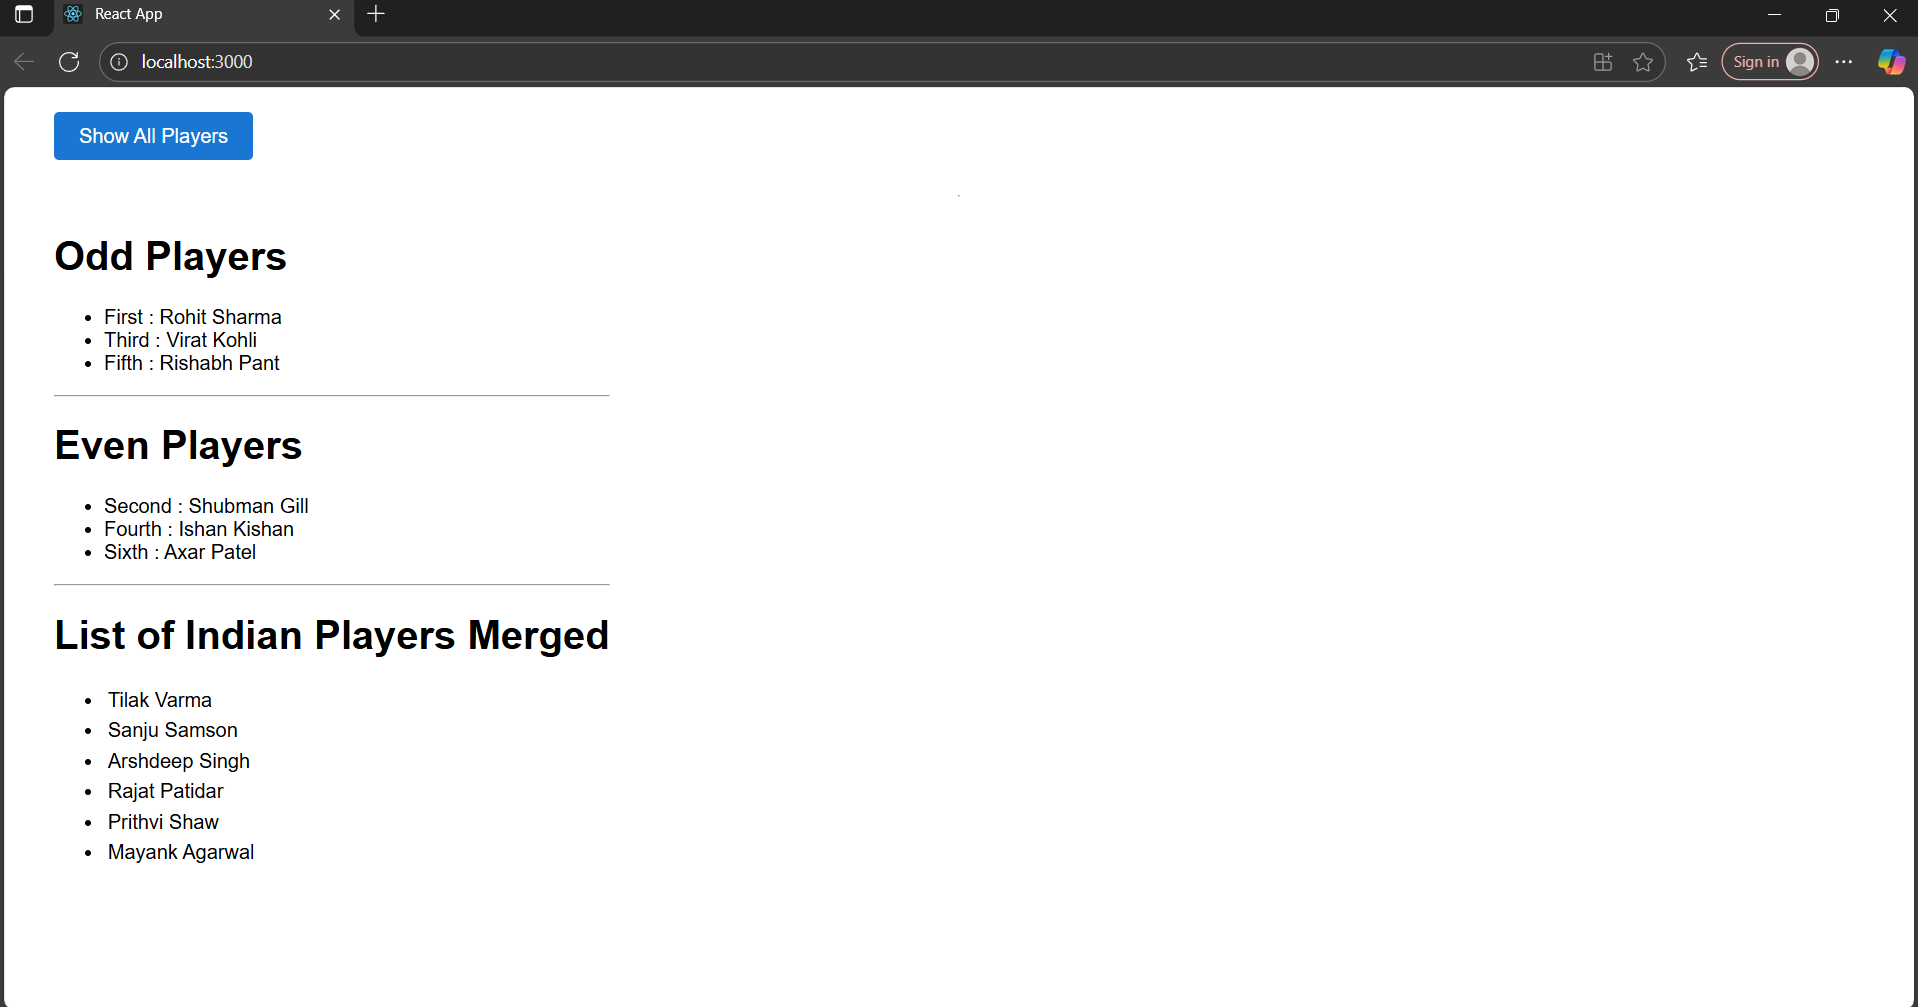 React App
localhost:3000
Sign in
Show All Players
Odd Players
First : Rohit Sharma
Third : Virat Kohli
Fifth : Rishabh Pant
Even Players
Second : Shubman Gill
Fourth : Ishan Kishan
Sixth : Axar Patel
List of Indian Players Merged
Tilak Varma
Sanju Samson
Arshdeep Singh
Rajat Patidar
Prithvi Shaw
Mayank Agarwal